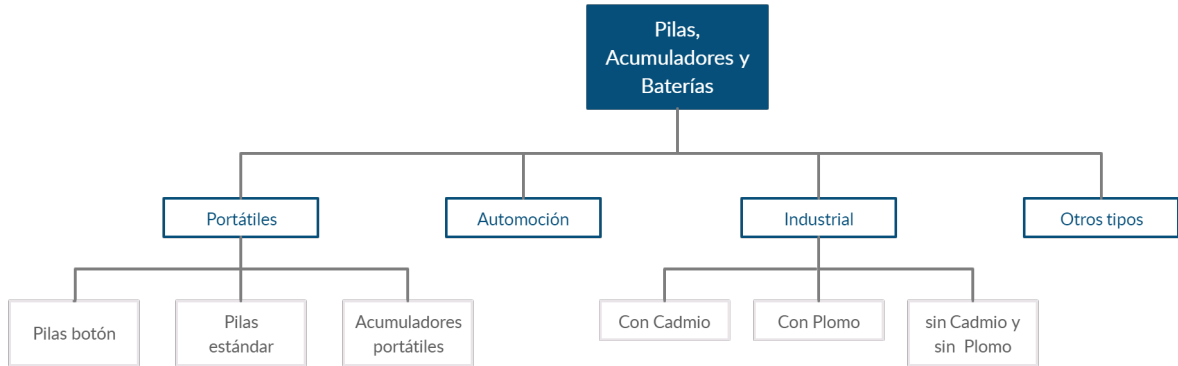 Pilas,
Acumuladores y
Baterías
Portátiles
Automoción
Industrial
Otros tipos
Pilas botón
Pilas
estándar
Acumuladores
portátiles
Con Cadmio
Con Plomo
sin Cadmio y
sin Plomo